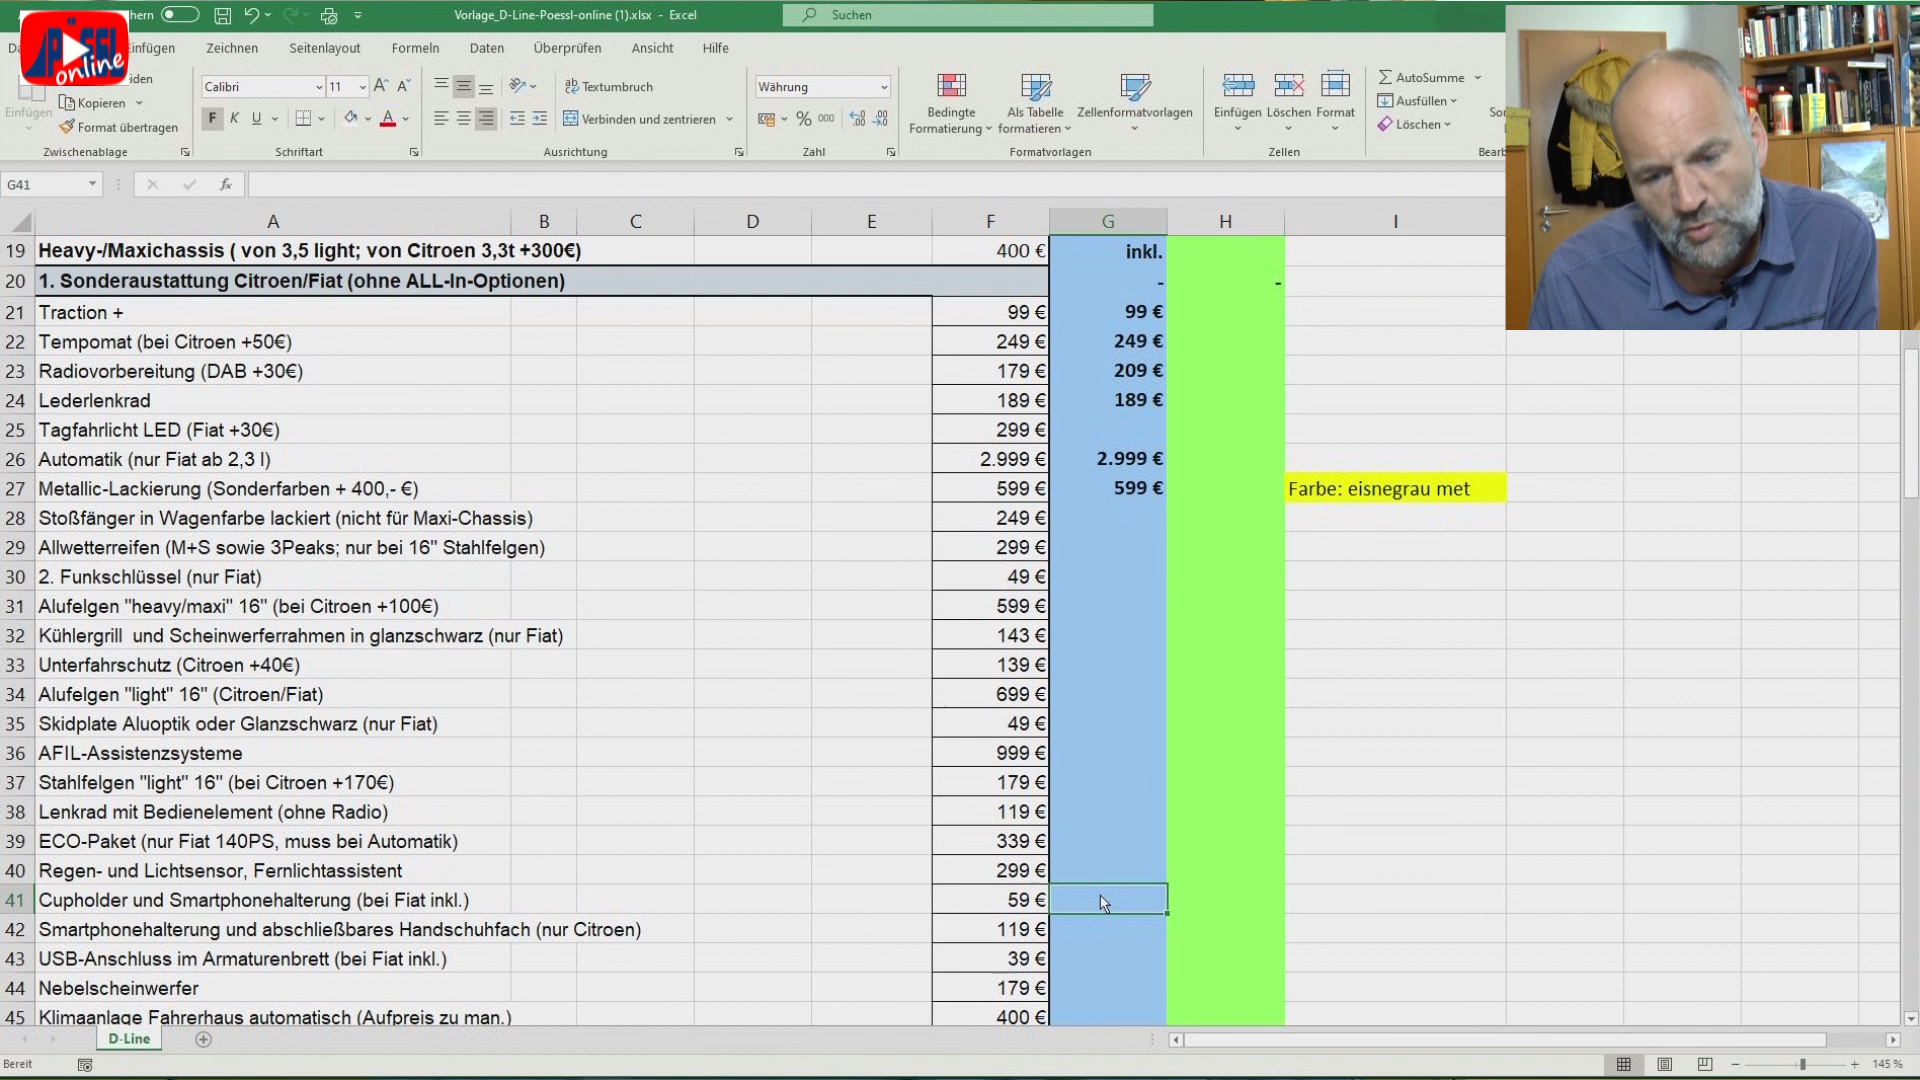 Vorlage_D-Line-Poessl-online (1).xlsx - Excel
Suchen
PÖSSL
online
Einfügen Zeichnen Seitenlayout Formeln Daten Überprüfen Ansicht Hilfe
Calibri 11 Textumbruch Währung
Bedingte Formatierung
Als Tabelle formatieren
Zellenformatvorlagen
Einfügen Löschen Format
AutoSumme
Ausfüllen
Löschen
Einfügen
Kopieren
Format übertragen
F K U
Verbinden und zentrieren
% 000
Zwischenablage Schriftart Ausrichtung Zahl Formatvorlagen Zellen Bearb
G41 fx
A B C D E F G H I
19 Heavy-/Maxichassis ( von 3,5 light; von Citroen 3,3t +300€) 400 € inkl.
20 1. Sonderaustattung Citroen/Fiat (ohne ALL-In-Optionen) - -
21 Traction + 99 € 99 €
22 Tempomat (bei Citroen +50€) 249 € 249 €
23 Radiovorbereitung (DAB +30€) 179 € 209 €
24 Lederlenkrad 189 € 189 €
25 Tagfahrlicht LED (Fiat +30€) 299 €
26 Automatik (nur Fiat ab 2,3 l) 2.999 € 2.999 €
27 Metallic-Lackierung (Sonderfarben + 400,- €) 599 € 599 € Farbe: eisnegrau met
28 Stoßfänger in Wagenfarbe lackiert (nicht für Maxi-Chassis) 249 €
29 Allwetterreifen (M+S sowie 3Peaks; nur bei 16" Stahlfelgen) 299 €
30 2. Funkschlüssel (nur Fiat) 49 €
31 Alufelgen "heavy/maxi" 16" (bei Citroen +100€) 599 €
32 Kühlergrill und Scheinwerferrahmen in glanzschwarz (nur Fiat) 143 €
33 Unterfahrschutz (Citroen +40€) 139 €
34 Alufelgen "light" 16" (Citroen/Fiat) 699 €
35 Skidplate Aluoptik oder Glanzschwarz (nur Fiat) 49 €
36 AFIL-Assistenzsysteme 999 €
37 Stahlfelgen "light" 16" (bei Citroen +170€) 179 €
38 Lenkrad mit Bedienelement (ohne Radio) 119 €
39 ECO-Paket (nur Fiat 140PS, muss bei Automatik) 339 €
40 Regen- und Lichtsensor, Fernlichtassistent 299 €
41 Cupholder und Smartphonehalterung (bei Fiat inkl.) 59 €
42 Smartphonehalterung und abschließbares Handschuhfach (nur Citroen) 119 €
43 USB-Anschluss im Armaturenbrett (bei Fiat inkl.) 39 €
44 Nebelscheinwerfer 179 €
45 Klimaanlage Fahrerhaus automatisch (Aufpreis zu man.) 400 €
D-Line
Bereit 145 %